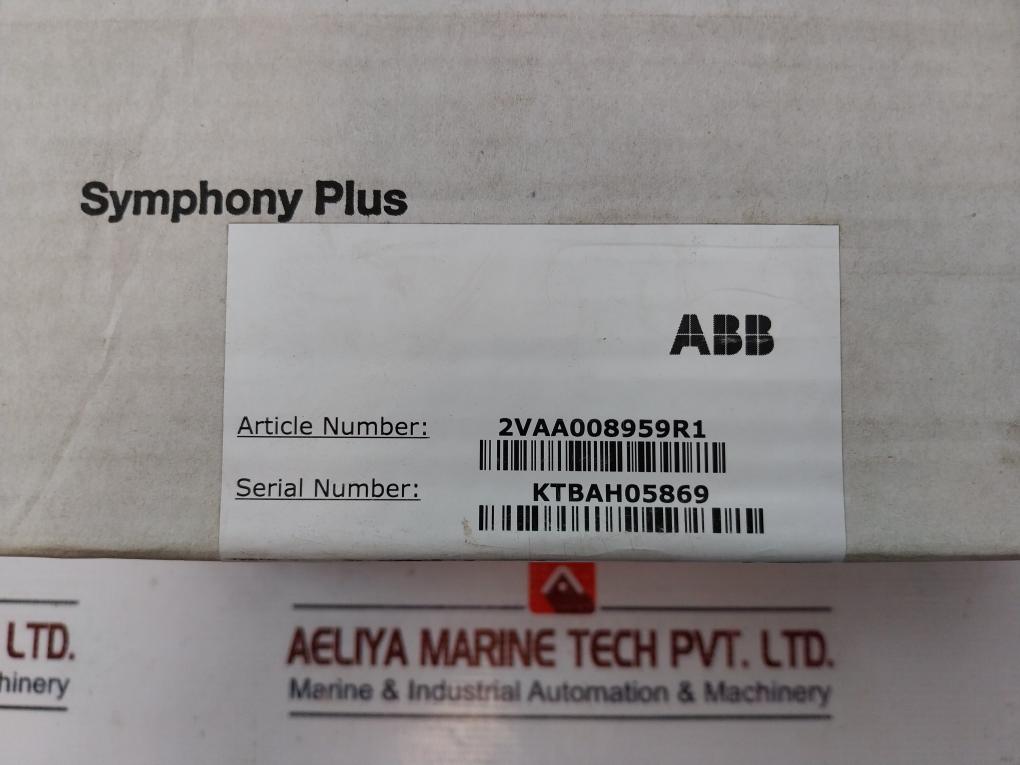 Symphony Plus
ABB
Article Number: 2VAA008959R1
Serial Number: KTBAH05869
LTD.
hinery
AELIYA MARINE TECH PVT. LTD.
Marine & Industrial Automation & Machinery